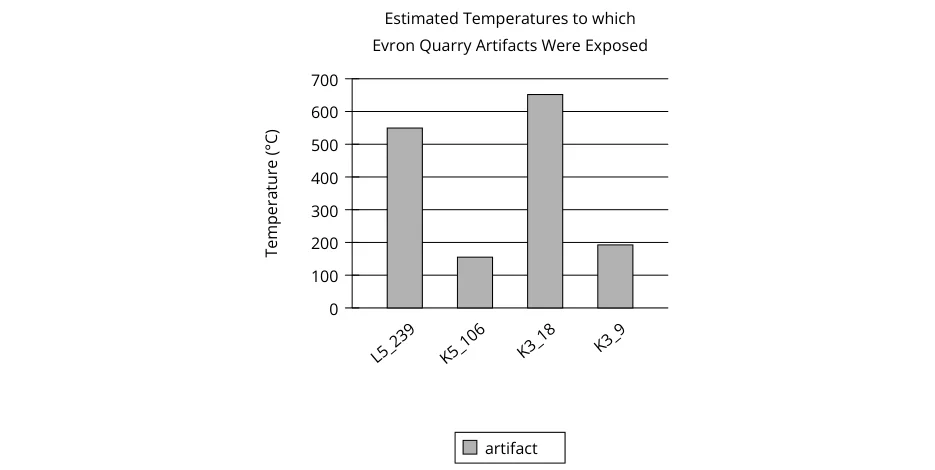 Estimated Temperatures to which
Evron Quarry Artifacts Were Exposed
Temperature (°C)
700
600
500
400
300
200
100
0
L5_239
K5_106
K3_18
K3_9
artifact